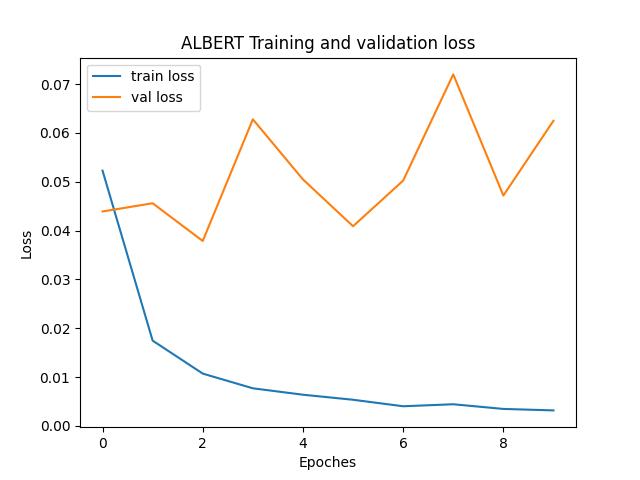 ALBERT Training and validation loss
train loss
val loss
0.07
0.06
0.05
0.04
0.03
0.02
0.01
0.00
Loss
0 2 4 6 8
Epoches